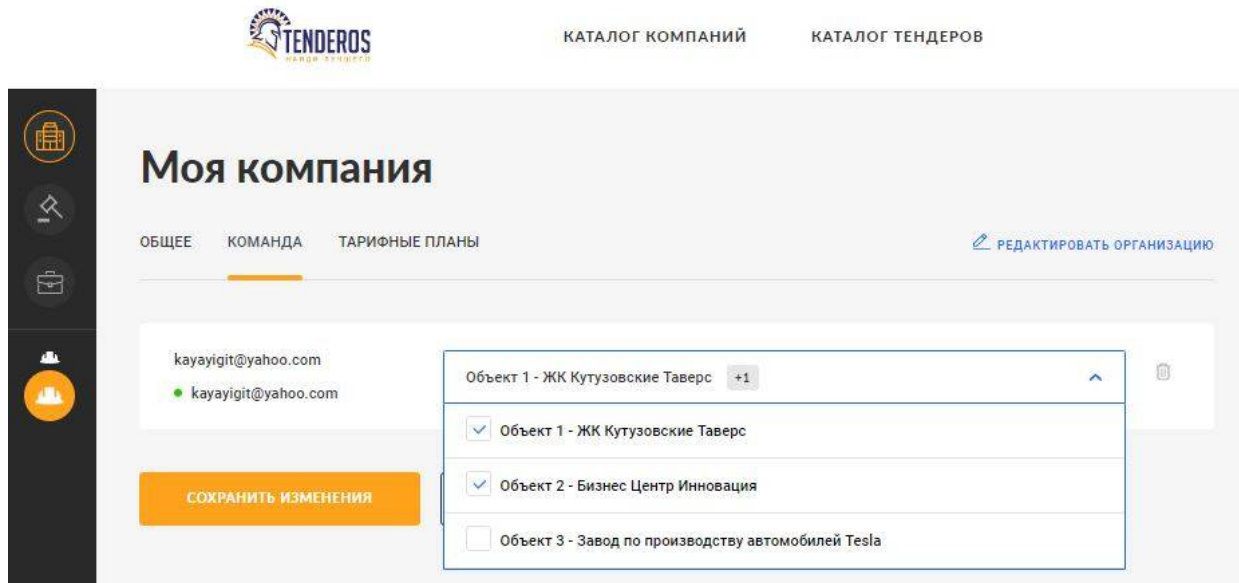 TENDEROS
НАЙДИ ЛУЧШЕГО
КАТАЛОГ КОМПАНИЙ
КАТАЛОГ ТЕНДЕРОВ
Моя компания
ОБЩЕЕ
КОМАНДА
ТАРИФНЫЕ ПЛАНЫ
РЕДАКТИРОВАТЬ ОРГАНИЗАЦИЮ
kayayigit@yahoo.com
kayayigit@yahoo.com
Объект 1 - ЖК Кутузовские Таверс +1
Объект 1 - ЖК Кутузовские Таверс
Объект 2 - Бизнес Центр Инновация
Объект 3 - Завод по производству автомобилей Tesla
СОХРАНИТЬ ИЗМЕНЕНИЯ